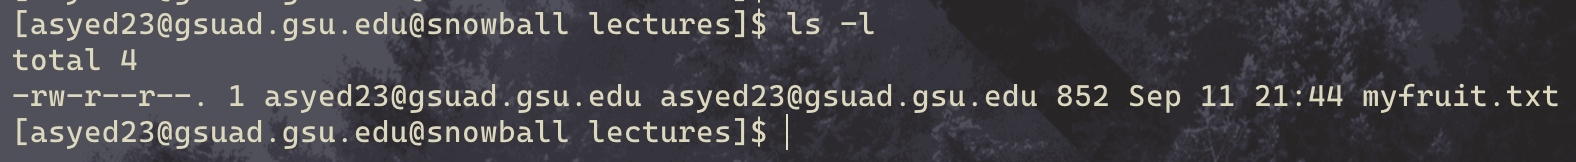 [asyed23@gsuad.gsu.edu@snowball lectures]$ ls -l
total 4
-rw-r--r--. 1 asyed23@gsuad.gsu.edu asyed23@gsuad.gsu.edu 852 Sep 11 21:44 myfruit.txt
[asyed23@gsuad.gsu.edu@snowball lectures]$